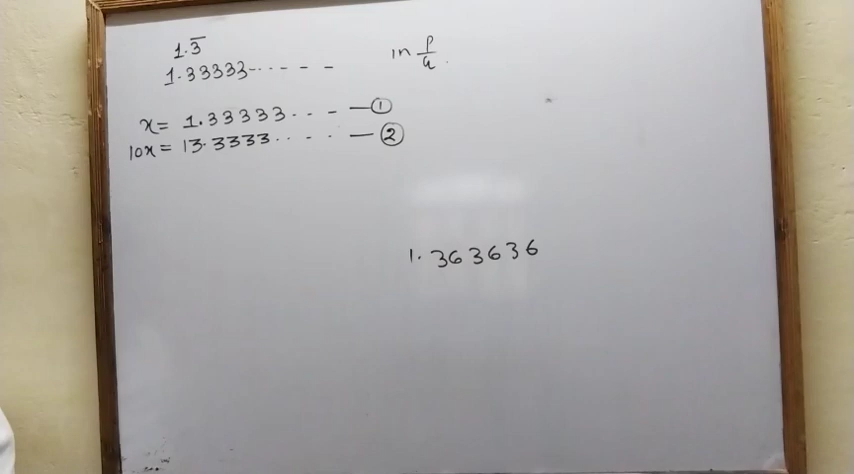 1.3̅
1.33333------ in p/q.
x = 1.33333... - —①
10x = 13.3333..... —②
1.363636